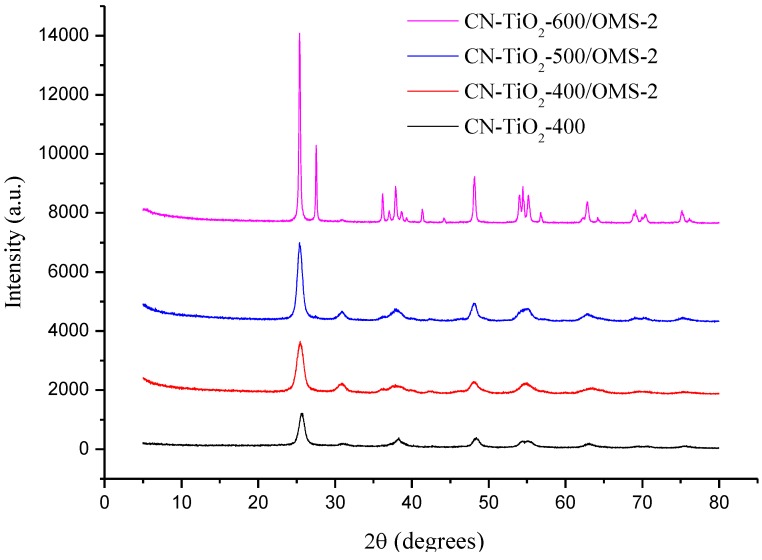 CN-TiO₂-600/OMS-2
CN-TiO₂-500/OMS-2
CN-TiO₂-400/OMS-2
CN-TiO₂-400
14000
12000
10000
8000
6000
4000
2000
0
Intensity (a.u.)
0 10 20 30 40 50 60 70 80
2θ (degrees)